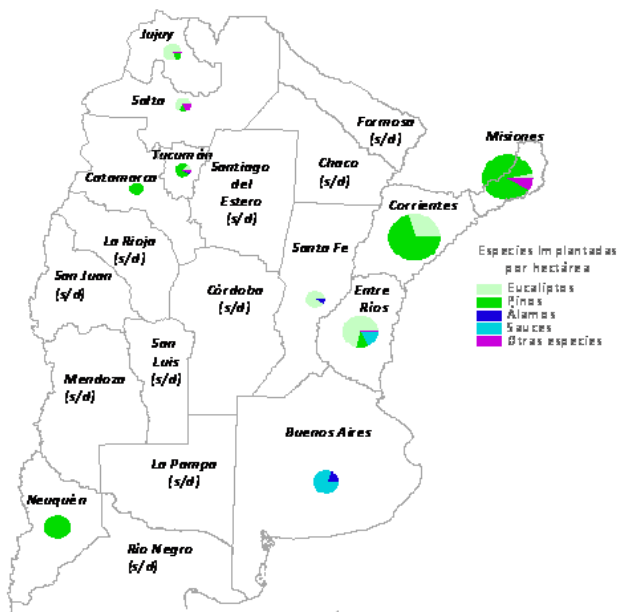 Jujuy
Salta
Formosa
(s/d)
Misiones
Tucumán
Santiago
del
Estero
(s/d)
Chaco
(s/d)
Catamarca
Corrientes
La Rioja
(s/d)
Santa Fe
San Juan
(s/d)
Córdoba
(s/d)
Entre
Ríos
Especies Implantadas
por hectárea
Eucaliptos
Pinos
Alamos
Sauces
Otras especies
San
Luis
(s/d)
Mendoza
(s/d)
Buenos Aires
La Pampa
(s/d)
Neuquén
Río Negro
(s/d)